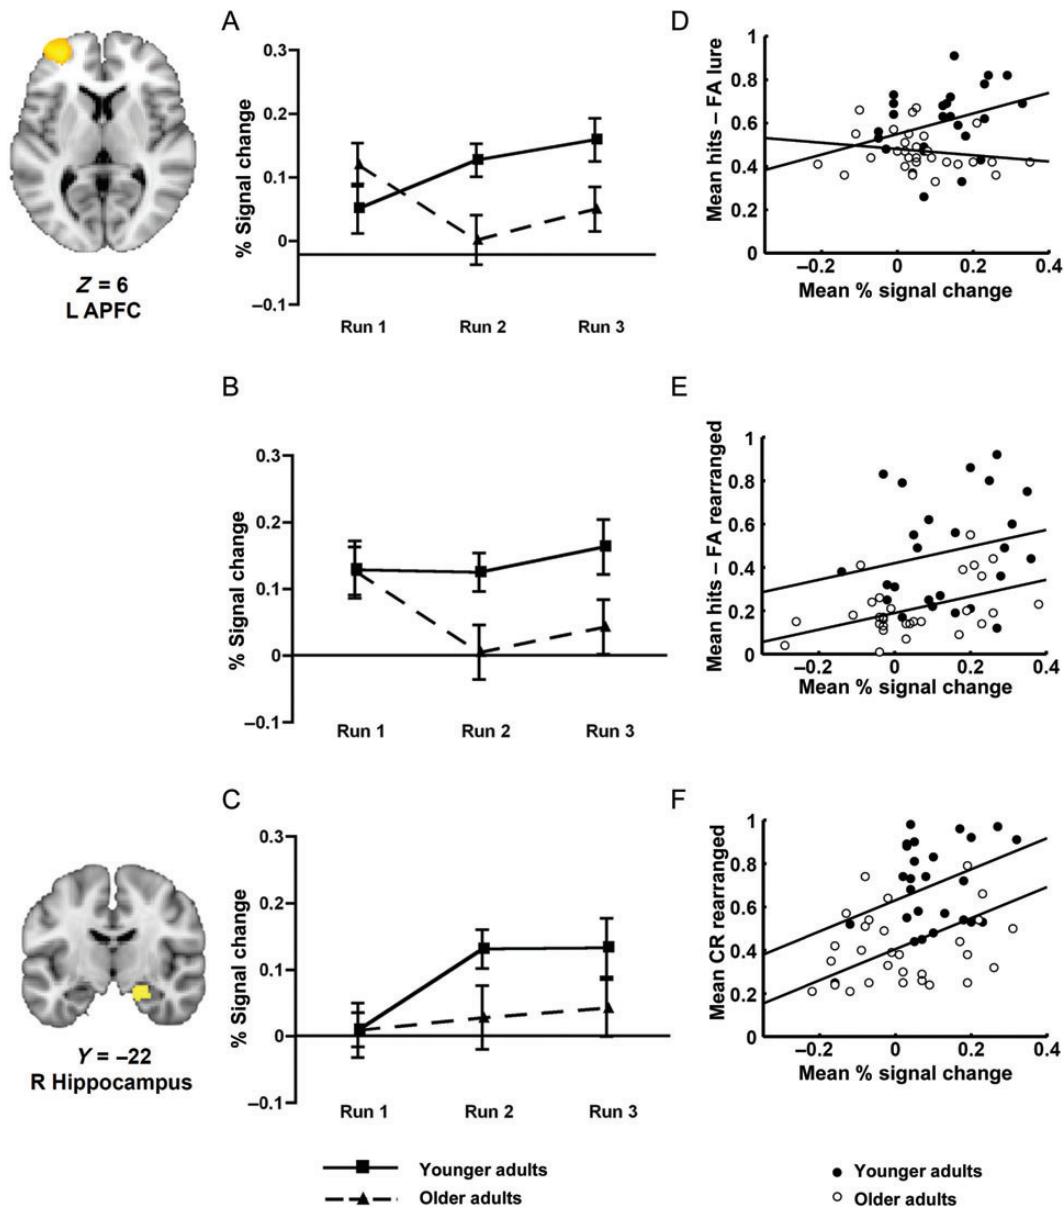 A
D
0.3
0.2
0.1
0
–0.1
% Signal change
Run 1
Run 2
Run 3
Z = 6
L APFC
1
0.8
0.6
0.4
0.2
0
Mean hits – FA lure
–0.2
0
0.2
0.4
Mean % signal change
B
E
0.3
0.2
0.1
0
–0.1
% Signal change
Run 1
Run 2
Run 3
1
0.8
0.6
0.4
0.2
0
Mean hits – FA rearranged
–0.2
0
0.2
0.4
Mean % signal change
C
F
0.3
0.2
0.1
0
–0.1
% Signal change
Run 1
Run 2
Run 3
Y = –22
R Hippocampus
1
0.8
0.6
0.4
0.2
0
Mean CR rearranged
–0.2
0
0.2
0.4
Mean % signal change
Younger adults
Older adults
Younger adults
Older adults